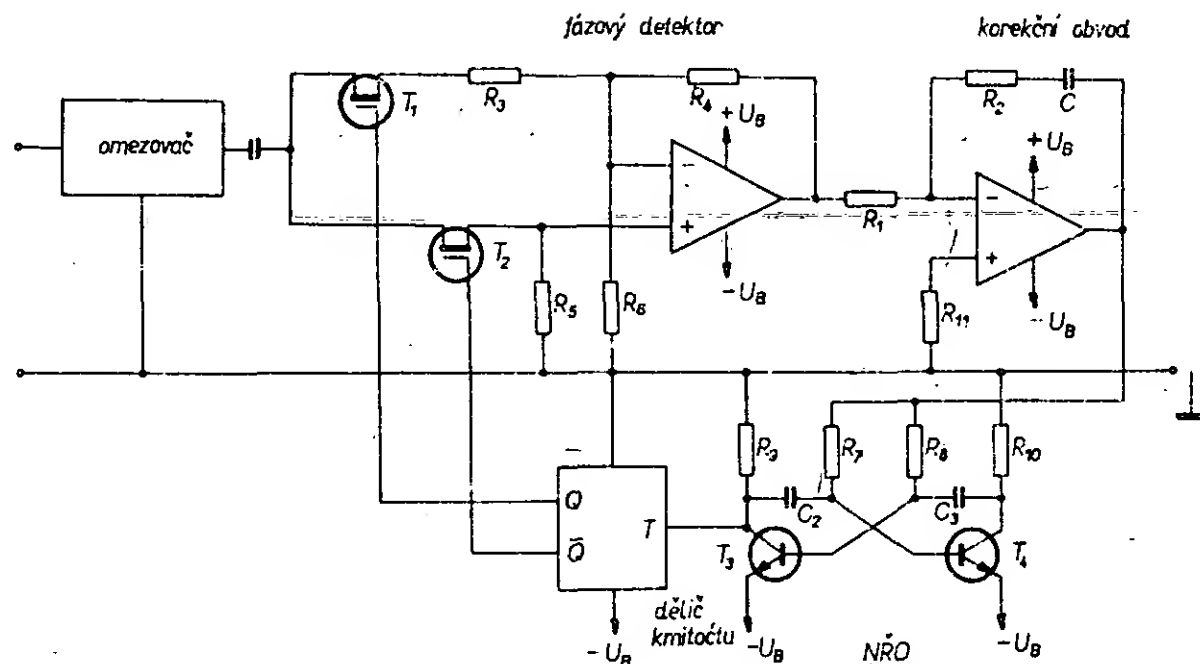 fázový detektor
korekční obvod
omezovač
T1
R3
R4
R2
C
+UB
+UB
R1
T2
R5
R6
-UB
R11
-UB
R9
R7
R8
R10
Q
Q̄
T
C2
C3
T3
T4
dělič
kmitočtu
-UB
-UB
NŘO
-UB